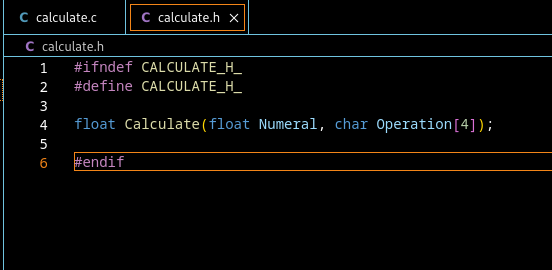 calculate.c calculate.h
calculate.h
1 #ifndef CALCULATE_H_
2 #define CALCULATE_H_
3
4 float Calculate(float Numeral, char Operation[4]);
5
6 #endif